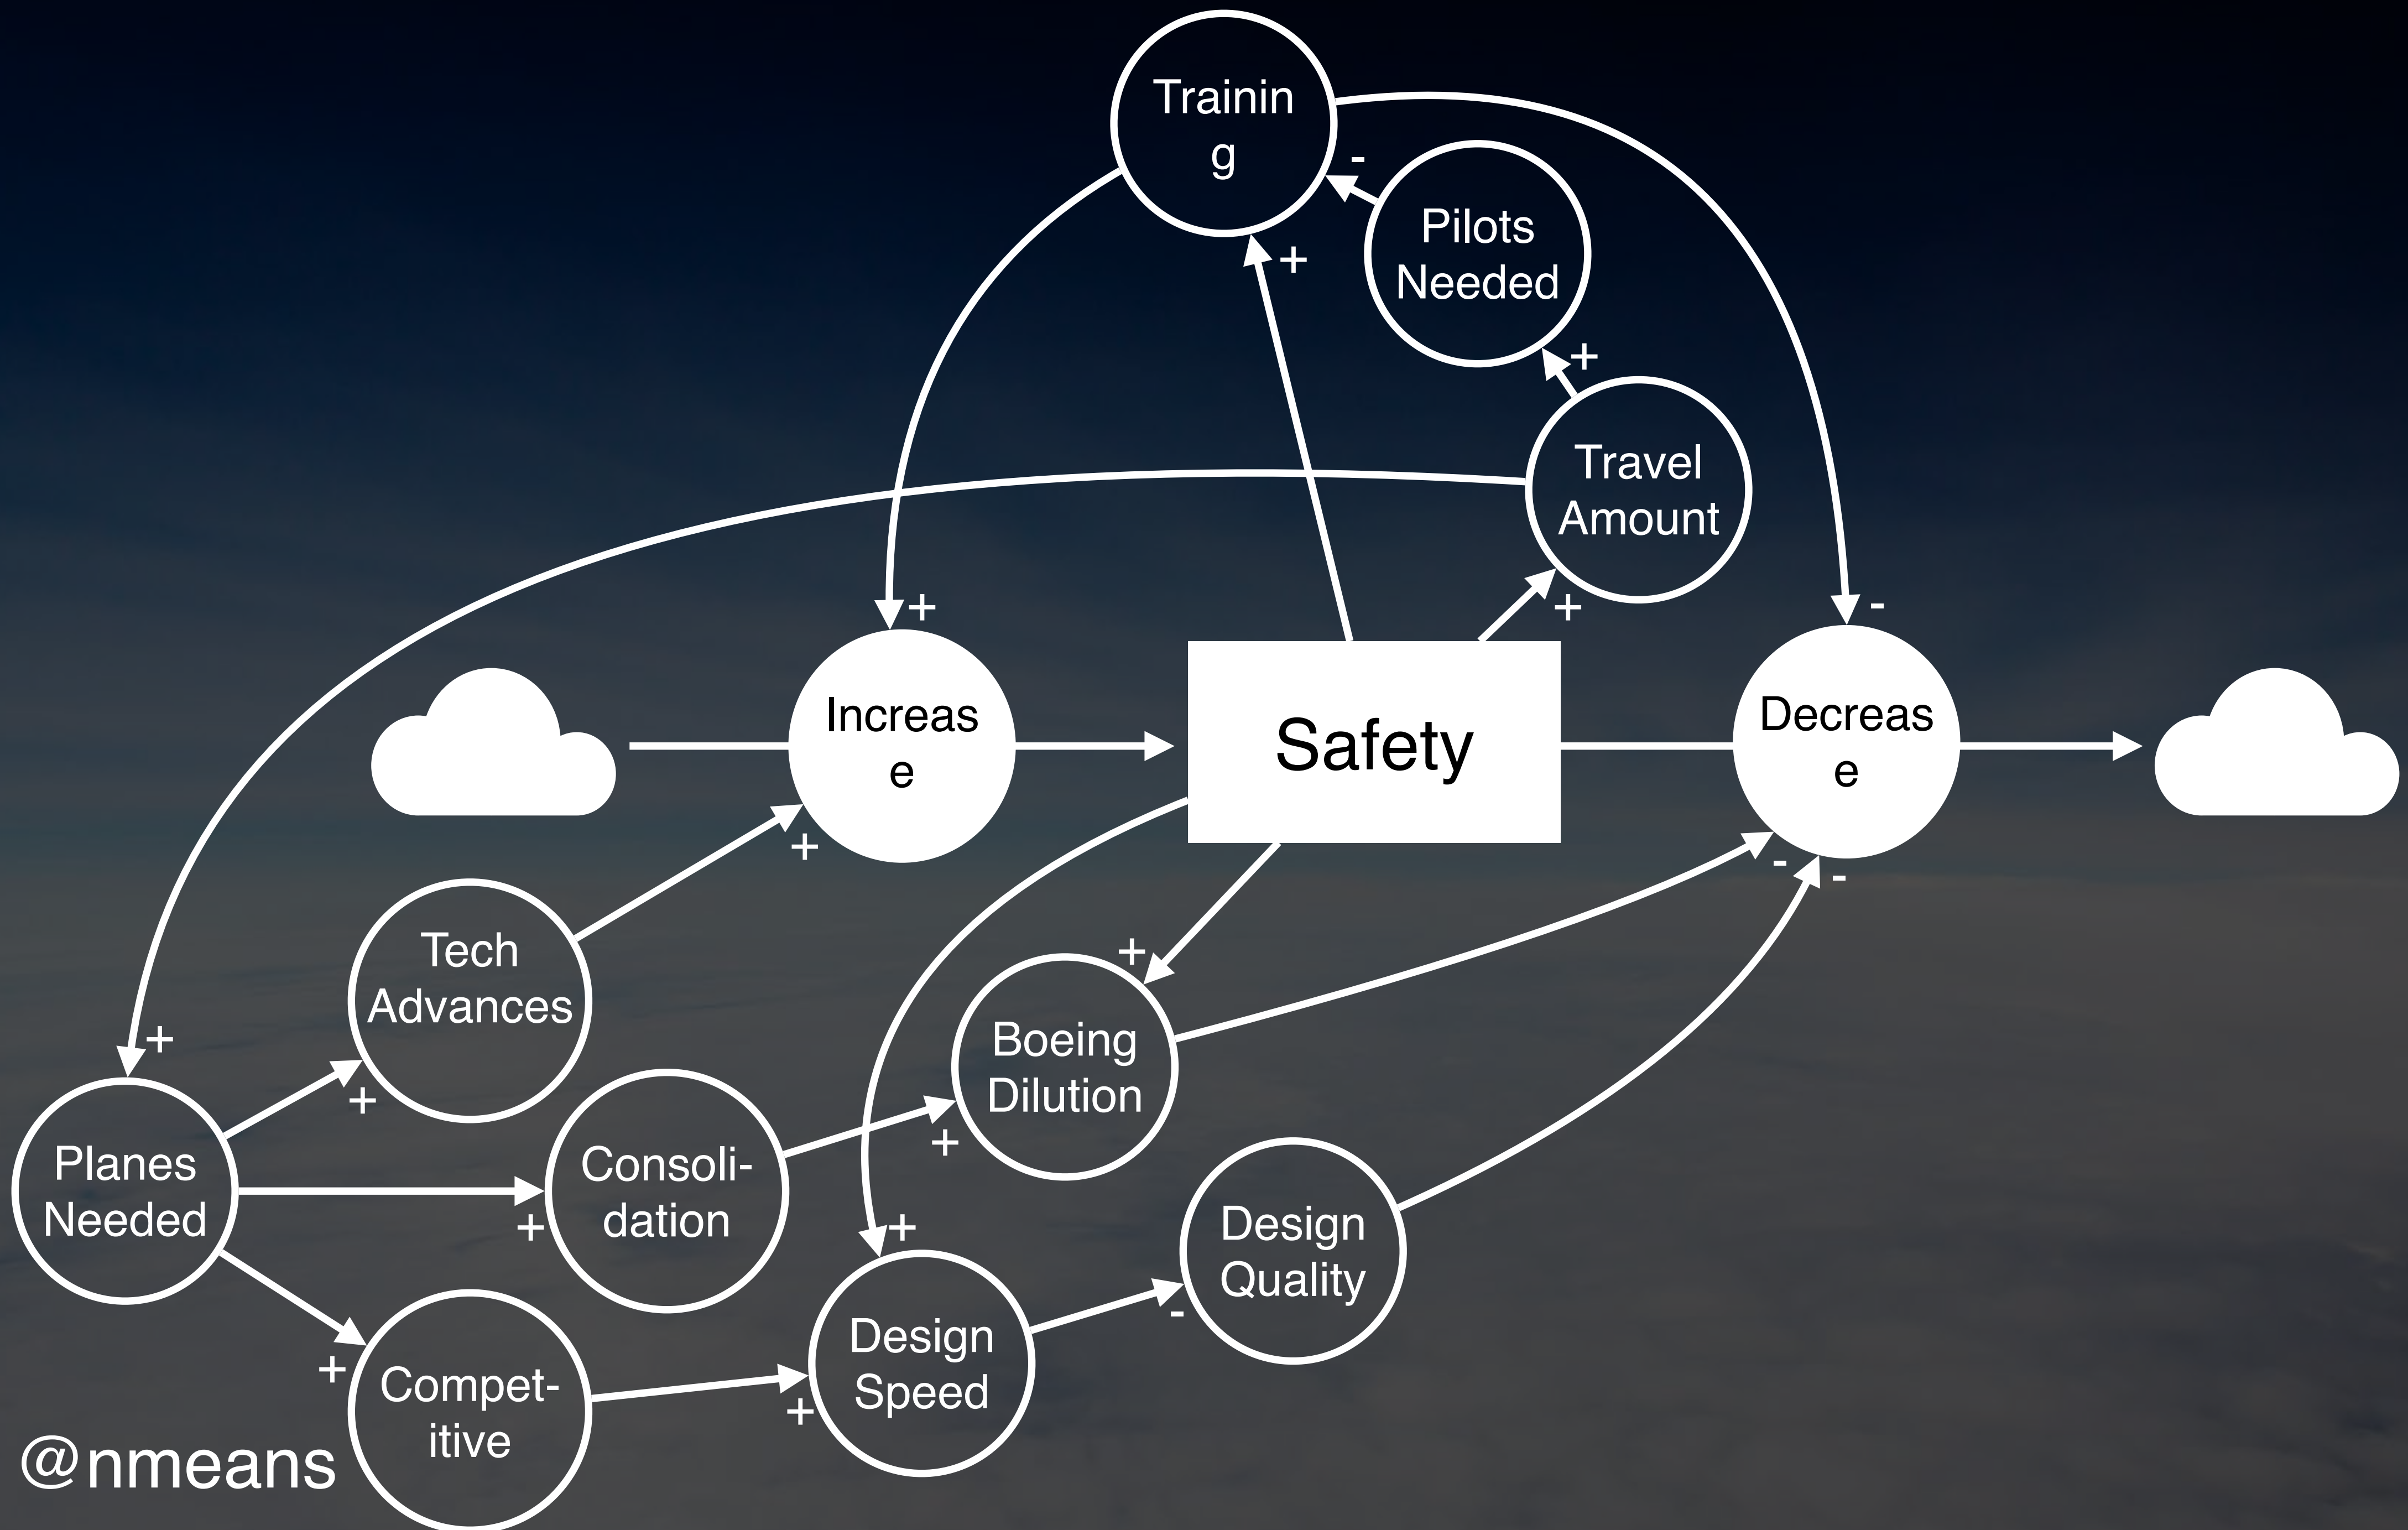 Trainin
g
-
Pilots
Needed
+
+
Travel
Amount
+
+
-
Increas
e
Safety
Decreas
e
+
-
-
Tech
Advances
+
Boeing
Dilution
+
+
Planes
Needed
+
Consoli-
dation
+
+
Design
Quality
+
-
Design
Speed
+
Compet-
itive
+
@nmeans